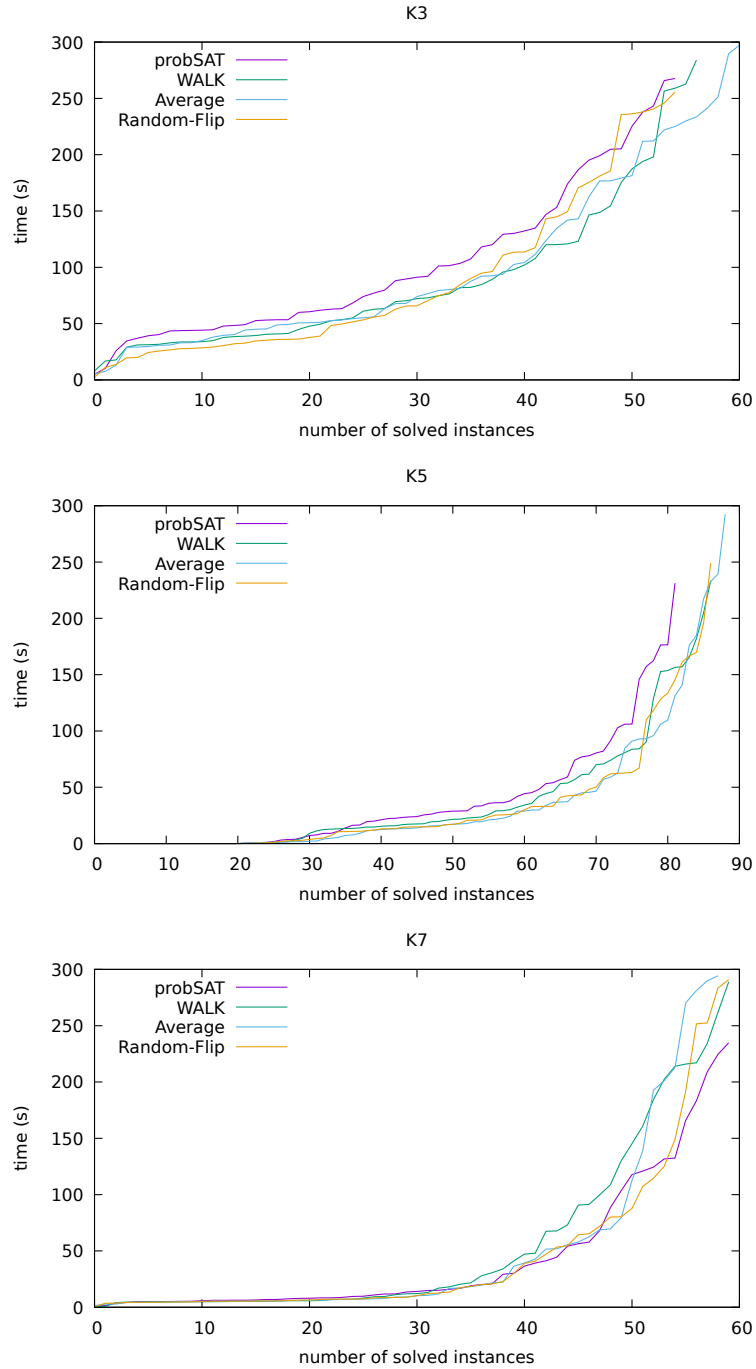 K3
300
250
200
150
100
50
0
time (s)
probSAT
WALK
Average
Random-Flip
0 10 20 30 40 50 60
number of solved instances
K5
300
250
200
150
100
50
0
time (s)
probSAT
WALK
Average
Random-Flip
0 10 20 30 40 50 60 70 80 90
number of solved instances
K7
300
250
200
150
100
50
0
time (s)
probSAT
WALK
Average
Random-Flip
0 10 20 30 40 50 60
number of solved instances